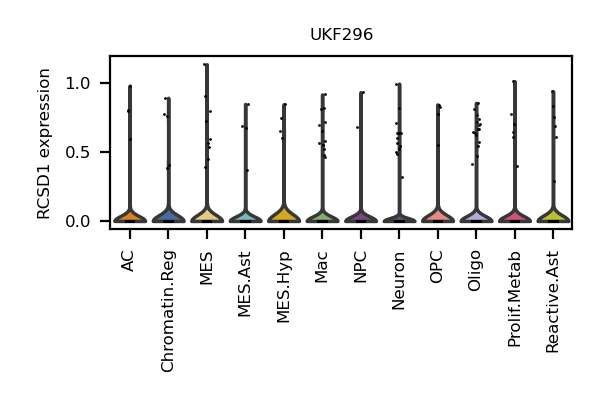 UKF296
RCSD1 expression
1.0
0.5
0.0
AC
Chromatin.Reg
MES
MES.Ast
MES.Hyp
Mac
NPC
Neuron
OPC
Oligo
Prolif.Metab
Reactive.Ast